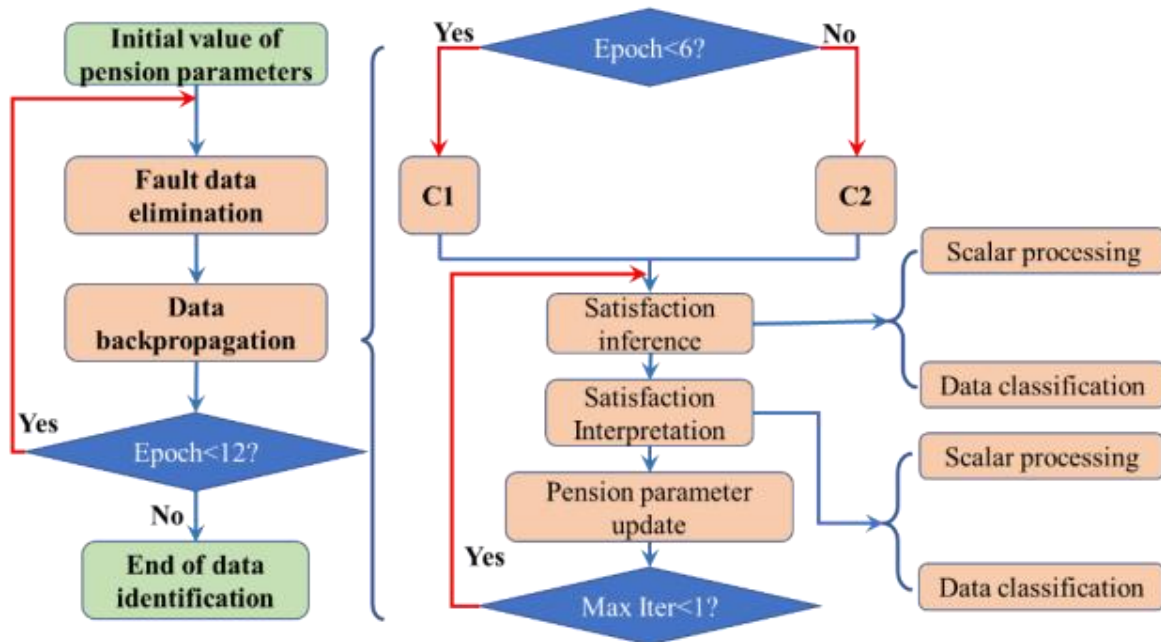 Initial value of
pension parameters
Fault data
elimination
Data
backpropagation
Yes
Epoch<12?
No
End of data
identification
Yes
Epoch<6?
No
C1
C2
Satisfaction
inference
Scalar processing
Data classification
Satisfaction
Interpretation
Scalar processing
Data classification
Pension parameter
update
Yes
Max Iter<1?